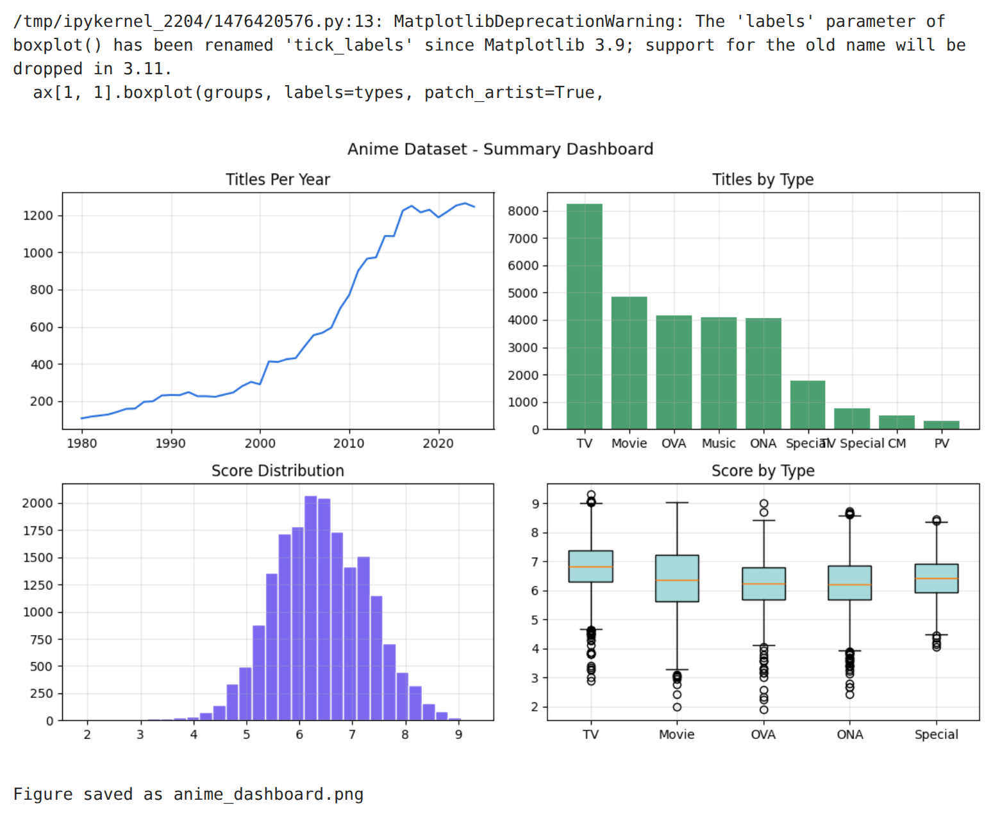 /tmp/ipykernel_2204/1476420576.py:13: MatplotlibDeprecationWarning: The 'labels' parameter of
boxplot() has been renamed 'tick_labels' since Matplotlib 3.9; support for the old name will be
dropped in 3.11.
  ax[1, 1].boxplot(groups, labels=types, patch_artist=True,
Anime Dataset - Summary Dashboard
Titles Per Year
1200
1000
800
600
400
200
1980 1990 2000 2010 2020
Titles by Type
8000
7000
6000
5000
4000
3000
2000
1000
0
TV Movie OVA Music ONA Special TV Special CM PV
Score Distribution
2000
1750
1500
1250
1000
750
500
250
0
2 3 4 5 6 7 8 9
Score by Type
9
8
7
6
5
4
3
2
TV Movie OVA ONA Special
Figure saved as anime_dashboard.png